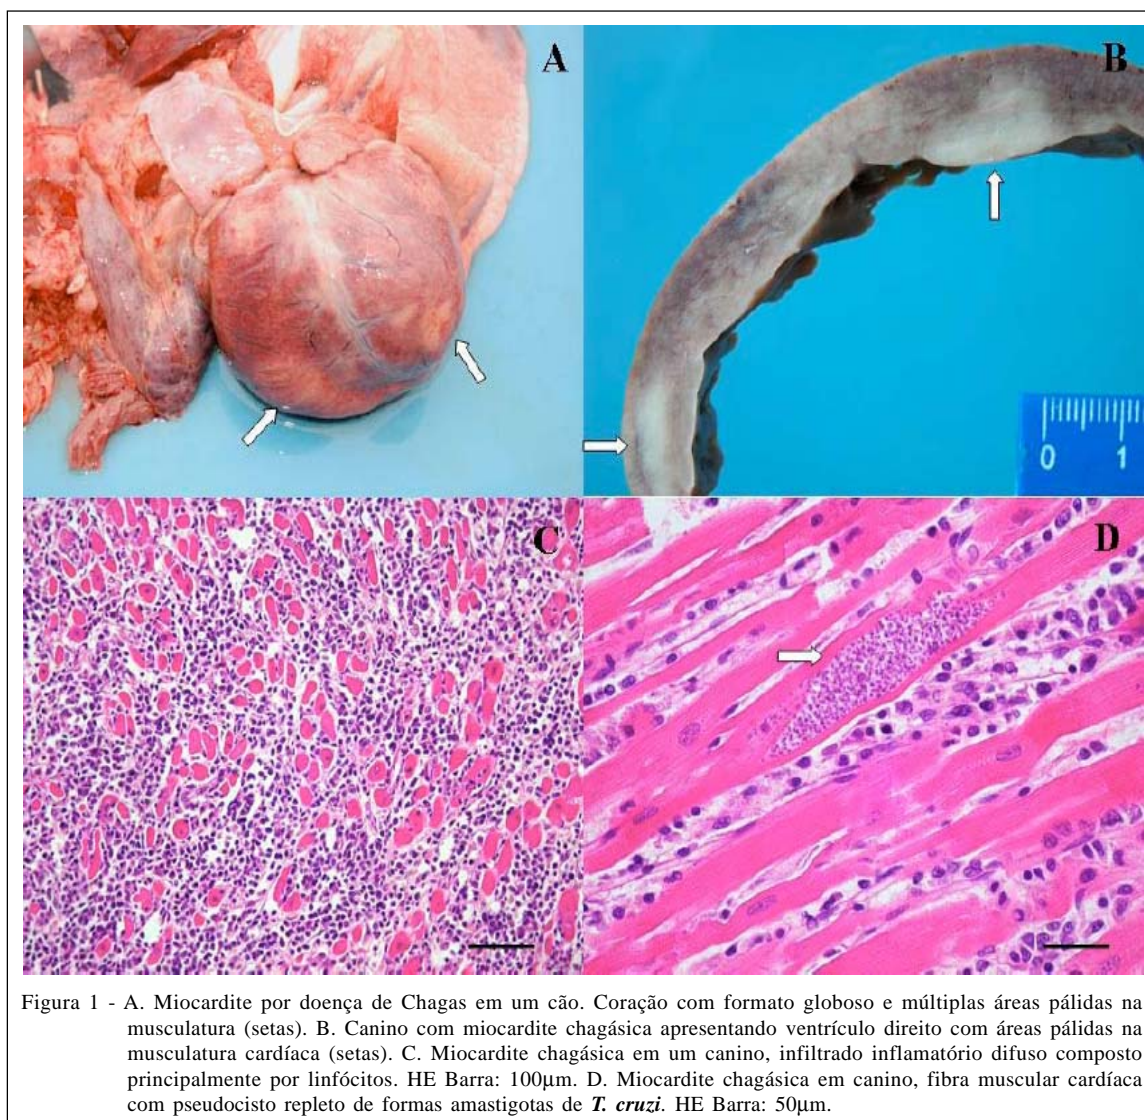 A
B
0 1
C
D
Figura 1 - A. Miocardite por doença de Chagas em um cão. Coração com formato globoso e múltiplas áreas pálidas na
musculatura (setas). B. Canino com miocardite chagásica apresentando ventrículo direito com áreas pálidas na
musculatura cardíaca (setas). C. Miocardite chagásica em um canino, infiltrado inflamatório difuso composto
principalmente por linfócitos. HE Barra: 100μm. D. Miocardite chagásica em canino, fibra muscular cardíaca
com pseudocisto repleto de formas amastigotas de T. cruzi. HE Barra: 50μm.